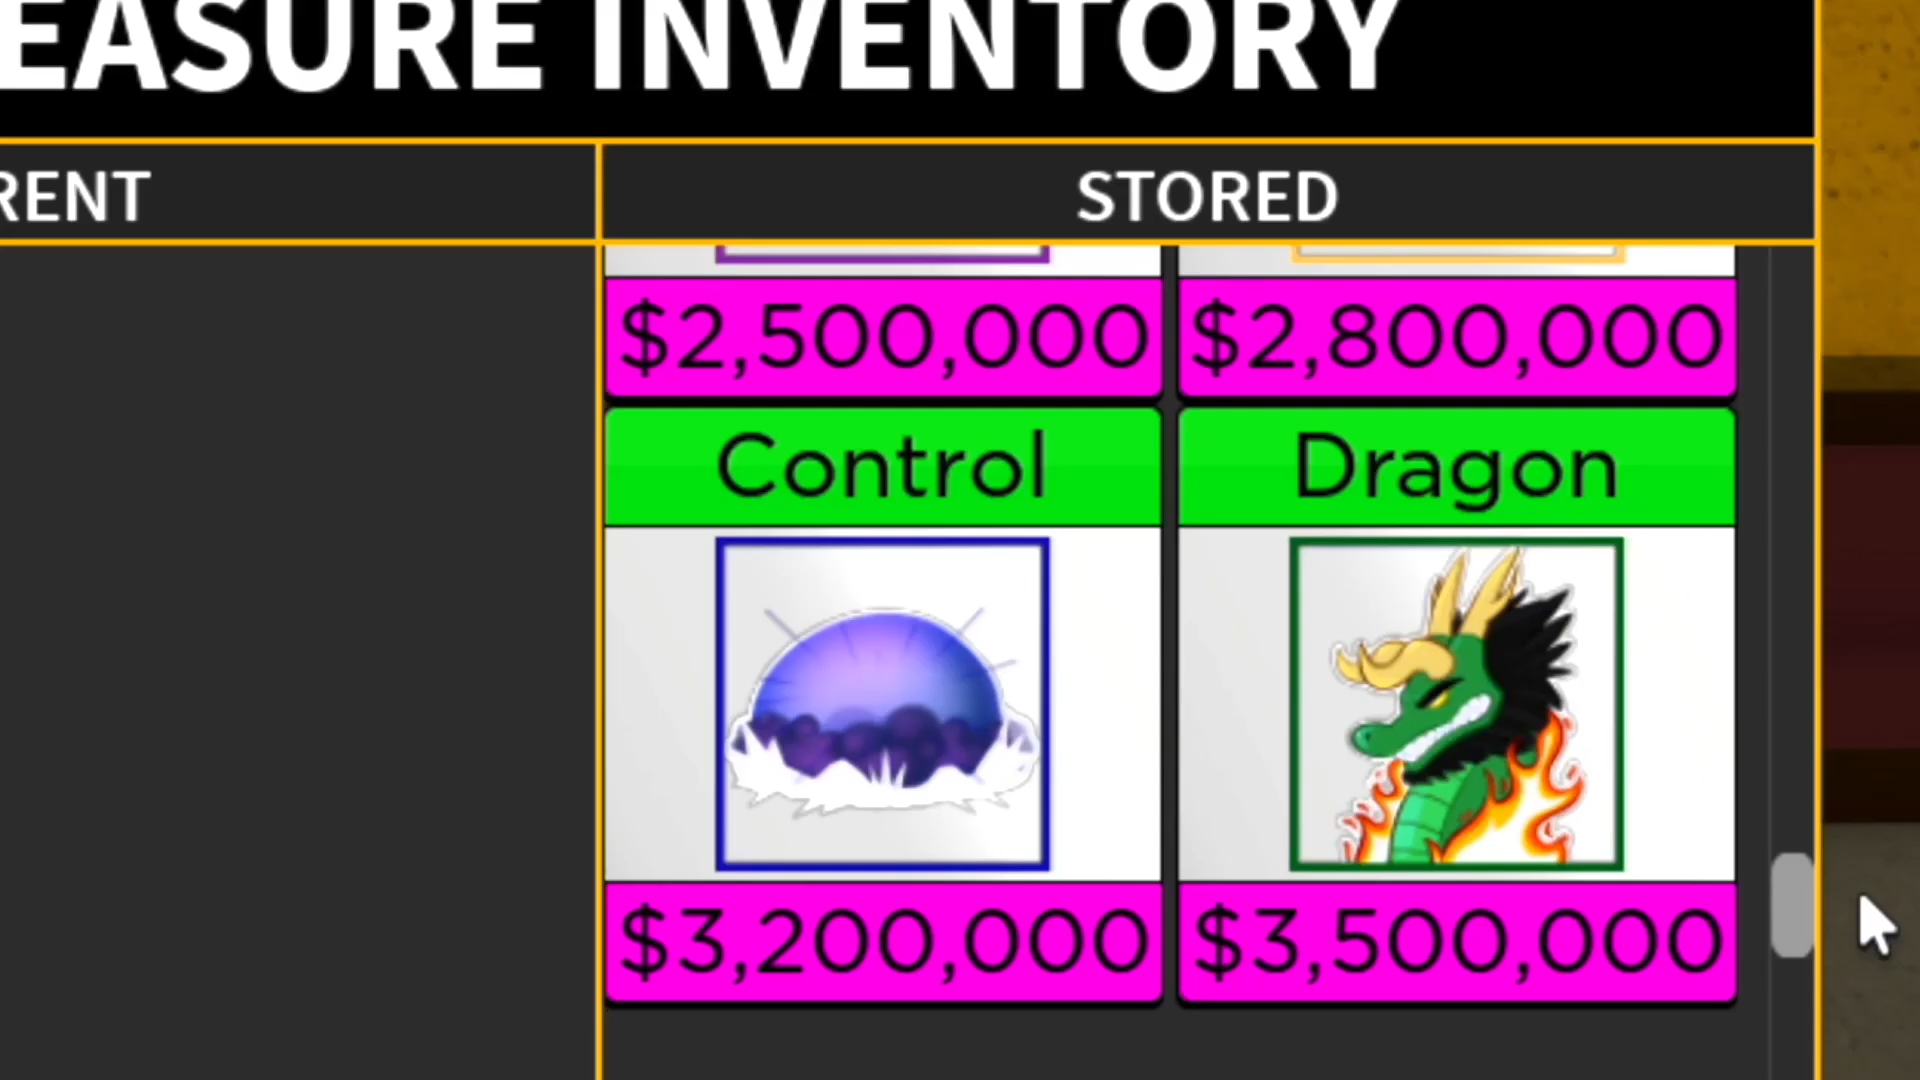 EASURE INVENTORY
RENT
STORED
$2,500,000
$2,800,000
Control
Dragon
$3,200,000
$3,500,000